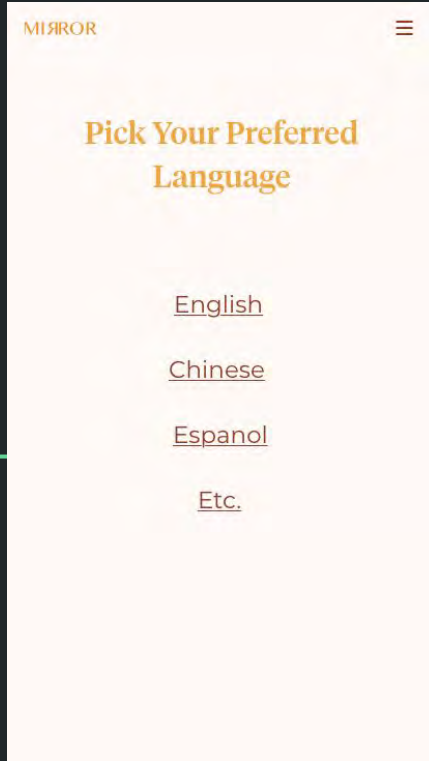 MIЯROR
Pick Your Preferred
Language
English
Chinese
Espanol
Etc.